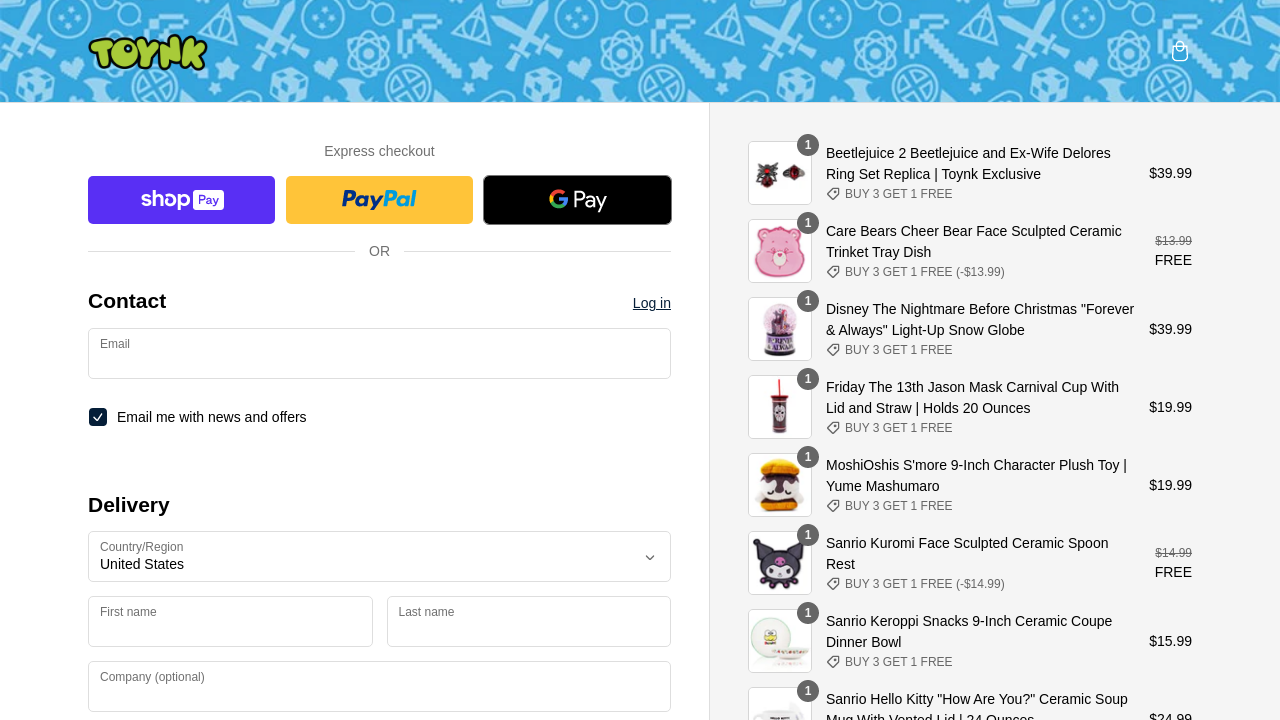 TOYNK
Express checkout
shop Pay
PayPal
G Pay
OR
Contact
Log in
Email
Email me with news and offers
Delivery
Country/Region
United States
First name
Last name
Company (optional)
1
Beetlejuice 2 Beetlejuice and Ex-Wife Delores
Ring Set Replica | Toynk Exclusive
BUY 3 GET 1 FREE
$39.99
1
Care Bears Cheer Bear Face Sculpted Ceramic
Trinket Tray Dish
BUY 3 GET 1 FREE (-$13.99)
$13.99
FREE
1
Disney The Nightmare Before Christmas "Forever
& Always" Light-Up Snow Globe
BUY 3 GET 1 FREE
$39.99
1
Friday The 13th Jason Mask Carnival Cup With
Lid and Straw | Holds 20 Ounces
BUY 3 GET 1 FREE
$19.99
1
MoshiOshis S'more 9-Inch Character Plush Toy |
Yume Mashumaro
BUY 3 GET 1 FREE
$19.99
1
Sanrio Kuromi Face Sculpted Ceramic Spoon
Rest
BUY 3 GET 1 FREE (-$14.99)
$14.99
FREE
1
Sanrio Keroppi Snacks 9-Inch Ceramic Coupe
Dinner Bowl
BUY 3 GET 1 FREE
$15.99
1
Sanrio Hello Kitty "How Are You?" Ceramic Soup
Mug With Vented Lid | 24 Ounces
$24.99